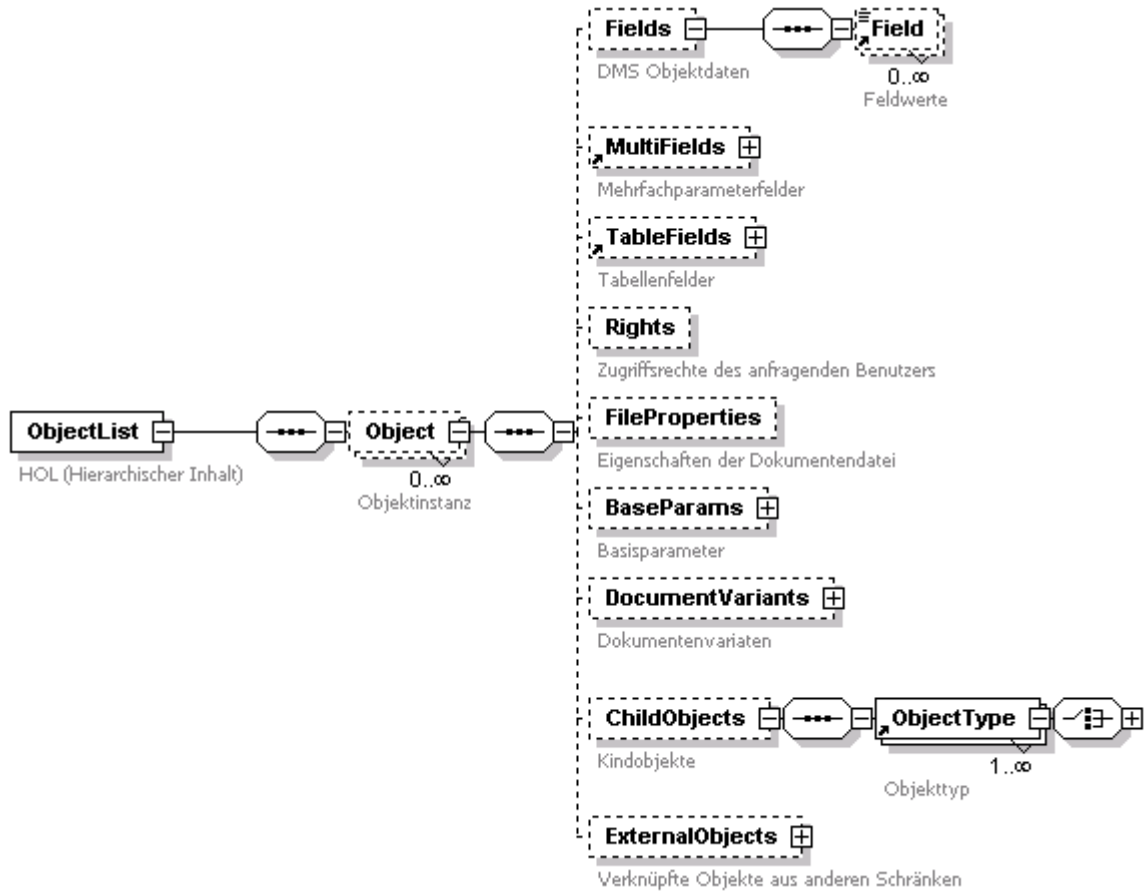 Fields
Field
DMS Objektdaten
0..∞
Feldwerte
MultiFields
Mehrfachparameterfelder
TableFields
Tabellenfelder
Rights
Zugriffsrechte des anfragenden Benutzers
ObjectList
HOL (Hierarchischer Inhalt)
Object
0..∞
Objektinstanz
FileProperties
Eigenschaften der Dokumentendatei
BaseParams
Basisparameter
DocumentVariants
Dokumentenvariaten
ChildObjects
Kindobjekte
ObjectType
1..∞
Objekttyp
ExternalObjects
Verknüpfte Objekte aus anderen Schränken